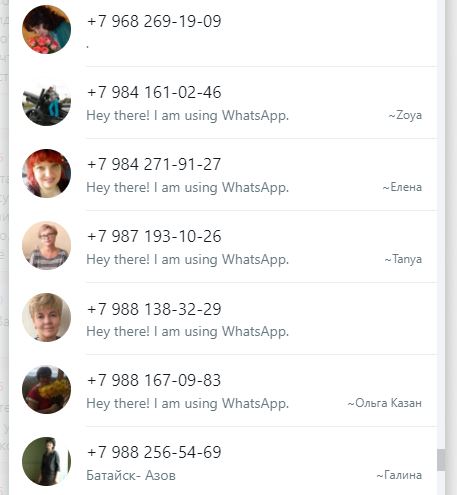 +7 968 269-19-09
.
+7 984 161-02-46
Hey there! I am using WhatsApp. ~Zoya
+7 984 271-91-27
Hey there! I am using WhatsApp. ~Елена
+7 987 193-10-26
Hey there! I am using WhatsApp. ~Tanya
+7 988 138-32-29
Hey there! I am using WhatsApp.
+7 988 167-09-83
Hey there! I am using WhatsApp. ~Ольга Казан
+7 988 256-54-69
Батайск- Азов ~Галина